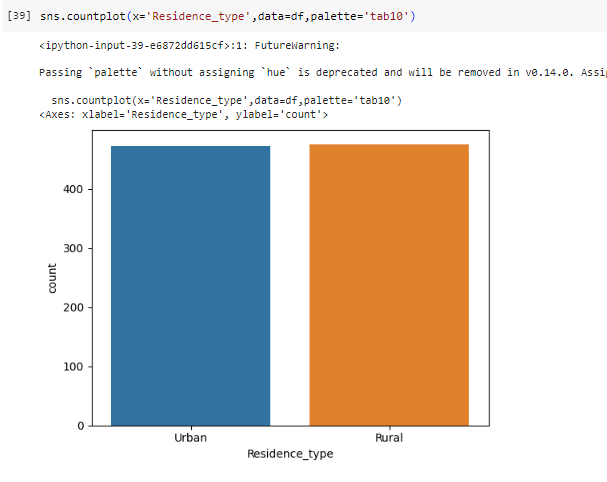 [39] sns.countplot(x='Residence_type',data=df,palette='tab10')
<ipython-input-39-e6872dd615cf>:1: FutureWarning:
Passing `palette` without assigning `hue` is deprecated and will be removed in v0.14.0.
sns.countplot(x='Residence_type',data=df,palette='tab10')
<Axes: xlabel='Residence_type', ylabel='count'>
400
300
200
100
0
count
Urban Rural
Residence_type